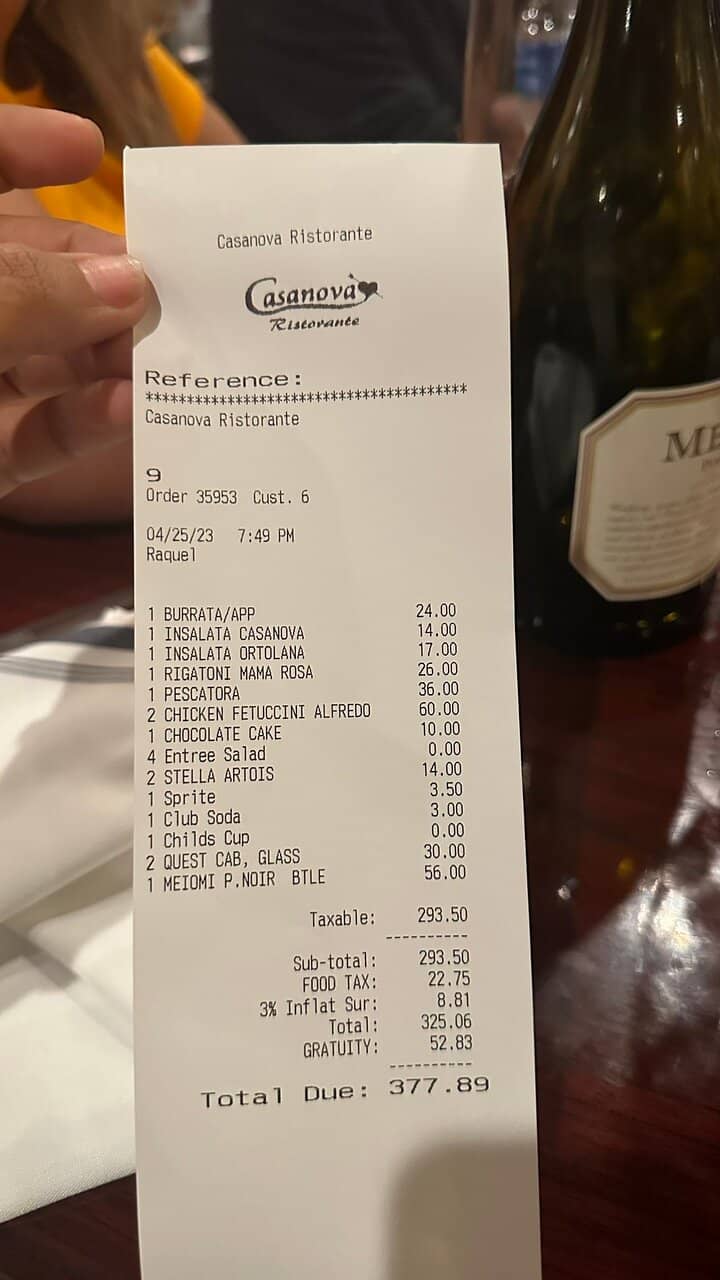 Casanova Ristorante
Casanova
Ristorante
Reference:
****************************************
Casanova Ristorante
9
Order 35953 Cust. 6
04/25/23 7:49 PM
Raquel
1 BURRATA/APP 24.00
1 INSALATA CASANOVA 14.00
1 INSALATA ORTOLANA 17.00
1 RIGATONI MAMA ROSA 26.00
1 PESCATORA 36.00
2 CHICKEN FETUCCINI ALFREDO 60.00
1 CHOCOLATE CAKE 10.00
4 Entree Salad 0.00
2 STELLA ARTOIS 14.00
1 Sprite 3.50
1 Club Soda 3.00
1 Childs Cup 0.00
2 QUEST CAB, GLASS 30.00
1 MEIOMI P.NOIR BTLE 56.00
Taxable: 293.50
----------
Sub-total: 293.50
FOOD TAX: 22.75
3% Inflat Sur: 8.81
Total: 325.06
GRATUITY: 52.83
----------
Total Due: 377.89